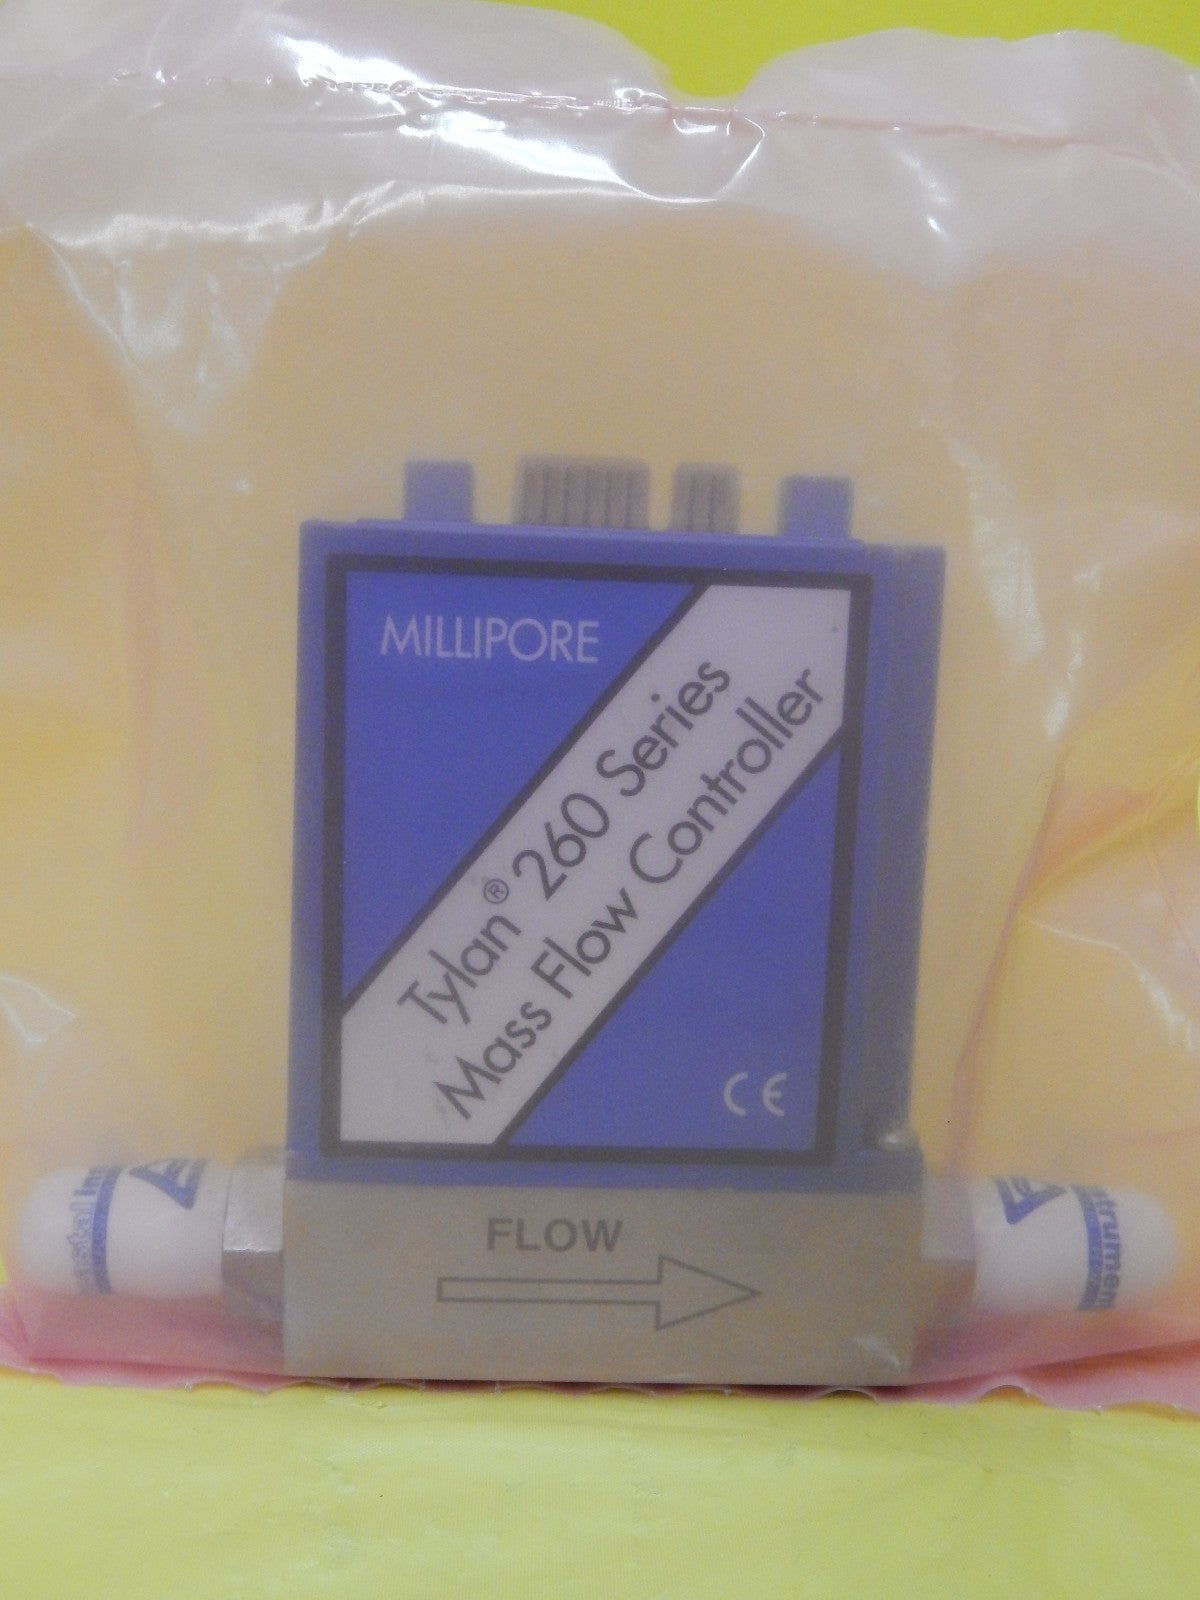 MILLIPORE
Tylan® 260 Series
Mass Flow Controller
CE
FLOW